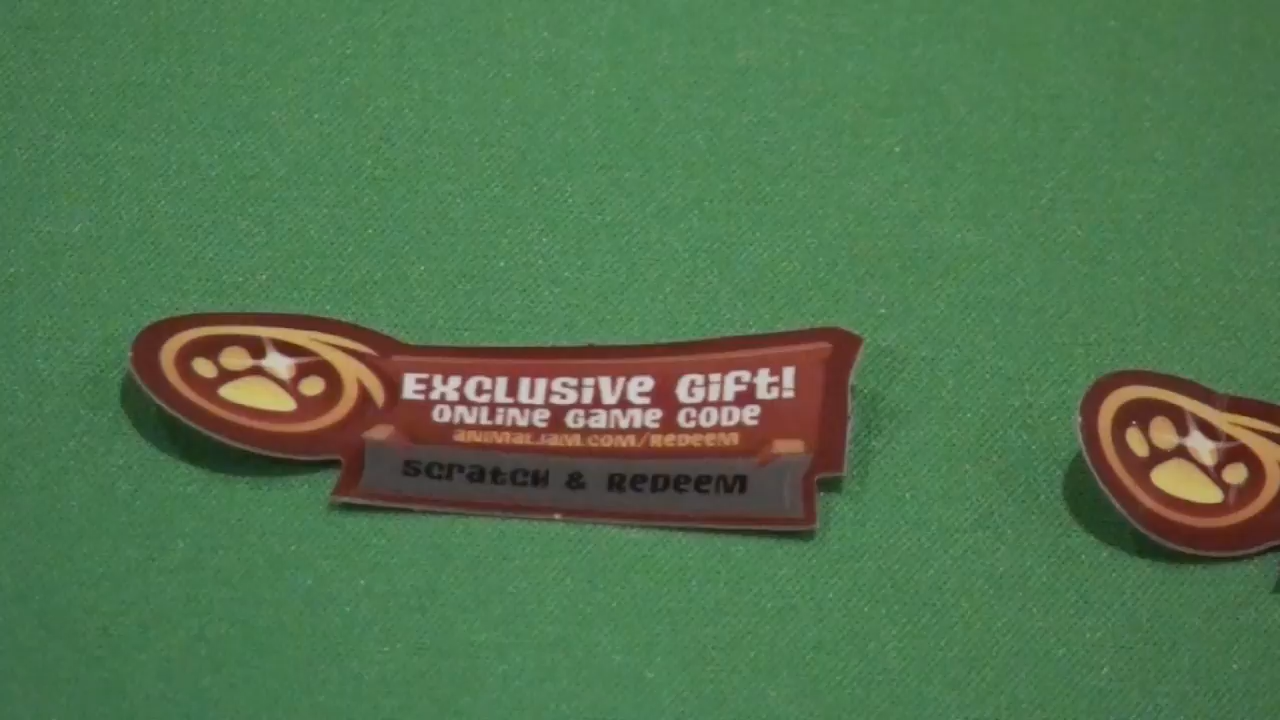 EXCLUSIVE GIFT!
ONLINE GAME CODE
ANIMALJAM.COM/REDEEM
SCRATCH & REDEEM